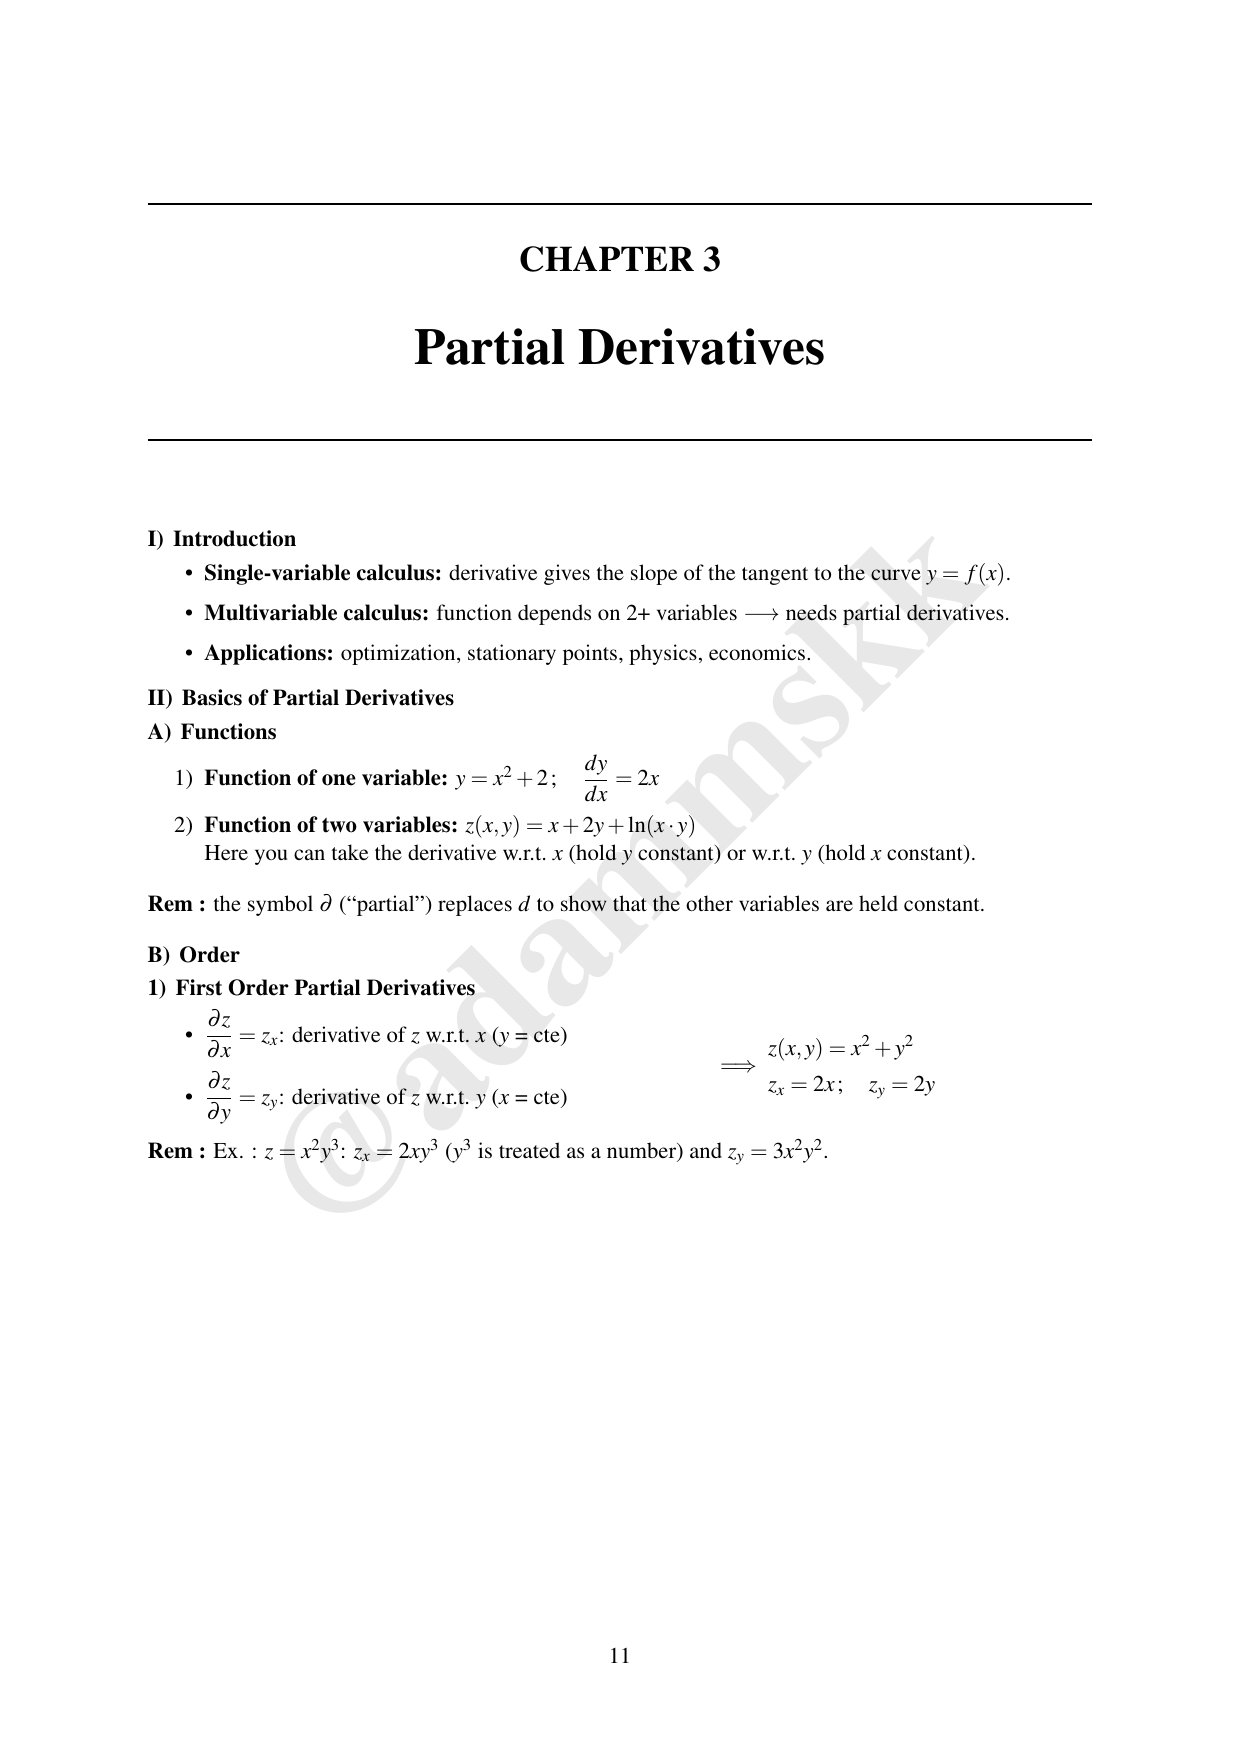 CHAPTER 3
Partial Derivatives
I) Introduction
• Single-variable calculus: derivative gives the slope of the tangent to the curve y = f(x).
• Multivariable calculus: function depends on 2+ variables ⟶ needs partial derivatives.
• Applications: optimization, stationary points, physics, economics.
II) Basics of Partial Derivatives
A) Functions
1) Function of one variable: y = x² + 2; dy/dx = 2x
2) Function of two variables: z(x,y) = x + 2y + ln(x · y)
Here you can take the derivative w.r.t. x (hold y constant) or w.r.t. y (hold x constant).
Rem : the symbol ∂ (“partial”) replaces d to show that the other variables are held constant.
B) Order
1) First Order Partial Derivatives
• ∂z/∂x = zₓ: derivative of z w.r.t. x (y = cte)
• ∂z/∂y = z_y: derivative of z w.r.t. y (x = cte)
⟹ z(x,y) = x² + y²
zₓ = 2x; z_y = 2y
Rem : Ex. : z = x²y³: zₓ = 2xy³ (y³ is treated as a number) and z_y = 3x²y².
@adammskk
11